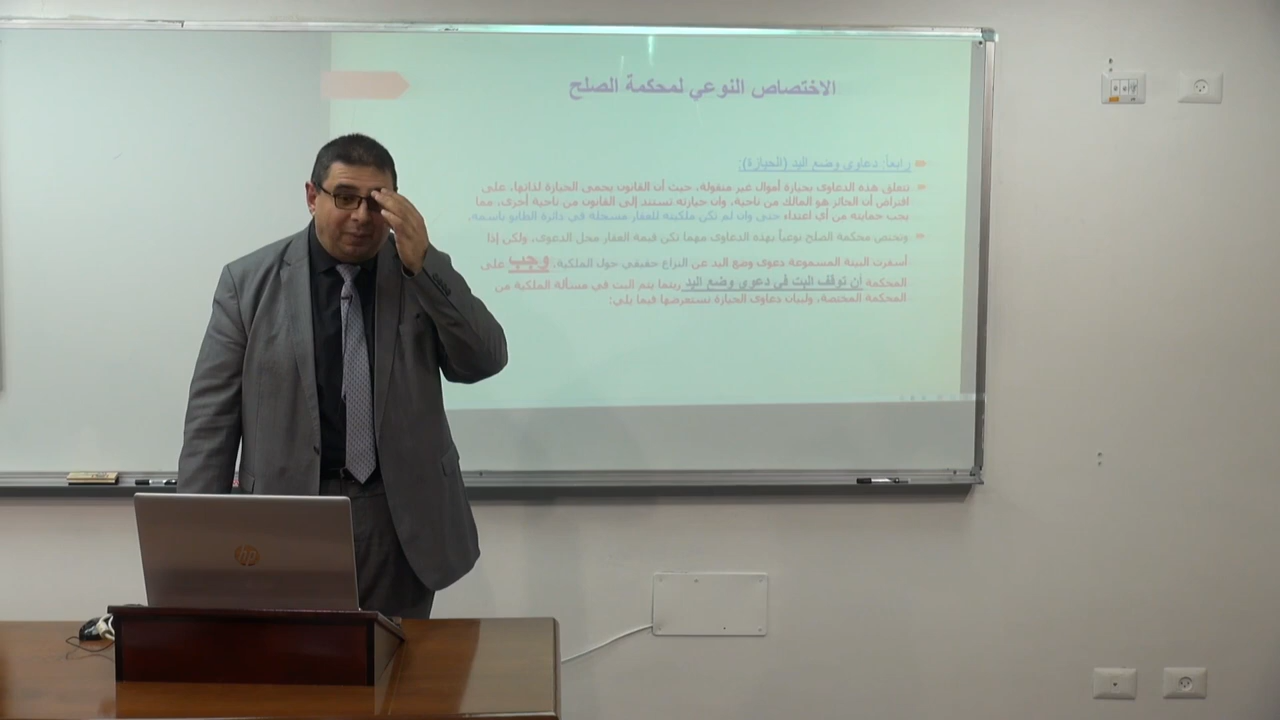 الاختصاص النوعي لمحكمة الصلح
رابعاً: دعاوى وضع اليد (الحيازة):
تتعلق هذه الدعاوى بحيازة أموال غير منقولة، حيث أن القانون يحمي الحيازة لذاتها، على
افتراض أن الحائز هو المالك من ناحية، وان حيازته تستند إلى القانون من ناحية أخرى، مما
يجب حمايته من أي اعتداء حتى وان لم تكن ملكيته للعقار مسجلة في دائرة الطابو باسمه.
وتختص محكمة الصلح نوعياً بهذه الدعاوى مهما تكن قيمة العقار محل الدعوى، ولكن إذا
أسفرت البينة المسموعة دعوى وضع اليد عن النزاع حقيقي حول الملكية، وجب على
المحكمة أن توقف البت في دعوى وضع اليد ريثما يتم البت في مسألة الملكية من
المحكمة المختصة، ولبيان دعاوى الحيازة نستعرضها فيما يلي:
hp